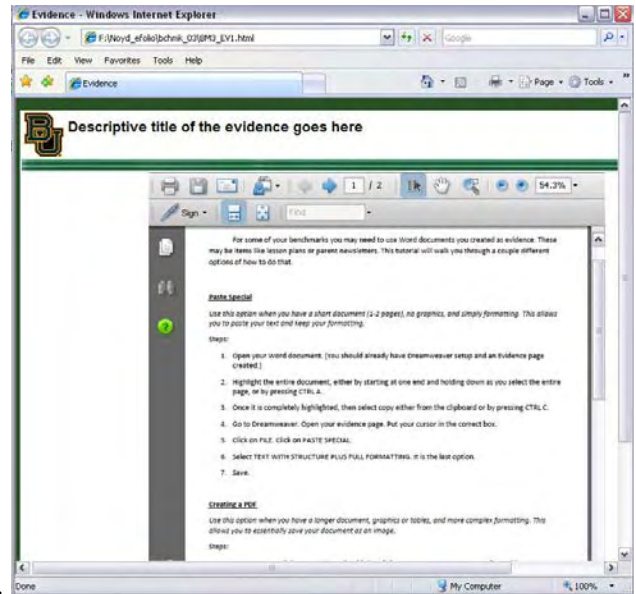 Evidence - Windows Internet Explorer
F:\Noyd_efolio\bchmk_03\BM3_EV1.html
Google
File Edit View Favorites Tools Help
Evidence
Page Tools
BU
Descriptive title of the evidence goes here
1 / 2 54.3%
Sign Find
For some of your benchmarks you may need to use Word documents you created as evidence. These
may be items like lesson plans or parent newsletters. This tutorial will walk you through a couple different
options of how to do that.
Paste Special
Use this option when you have a short document (1-2 pages), no graphics, and simply formatting. This allows
you to paste your text and keep your formatting.
Steps:
1. Open your Word document. (You should already have Dreamweaver setup and an Evidence page
created.)
2. Highlight the entire document, either by starting at one end and holding down as you select the entire
page, or by pressing CTRL A.
3. Once it is completely highlighted, then select copy either from the clipboard or by pressing CTRL C.
4. Go to Dreamweaver. Open your evidence page. Put your cursor in the correct box.
5. Click on FILE. Click on PASTE SPECIAL.
6. Select TEXT WITH STRUCTURE PLUS FULL FORMATTING. It is the last option.
7. Save.
Creating a PDF
Use this option when you have a longer document, graphics or tables, and more complex formatting. This
allows you to essentially save your document as an image.
Steps:
Done My Computer 100%